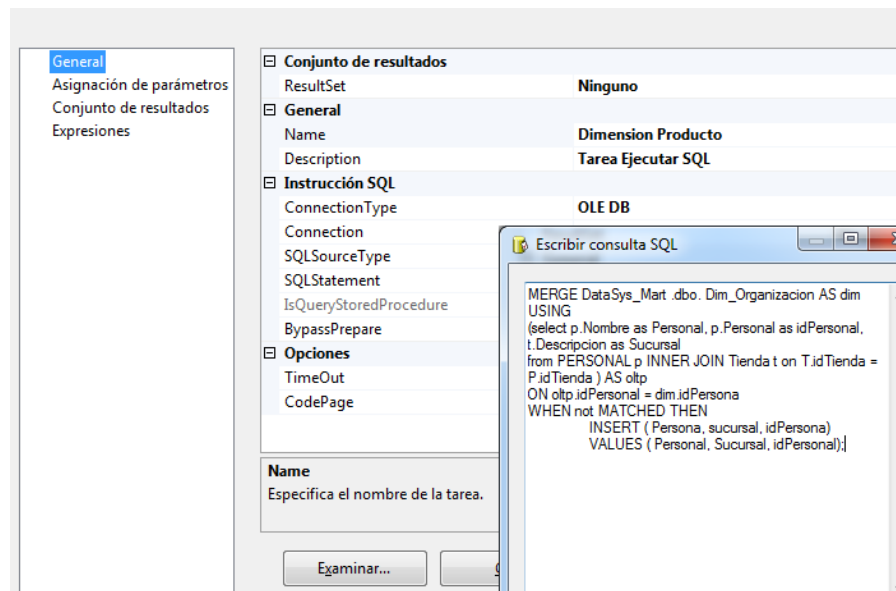 General
Asignación de parámetros
Conjunto de resultados
Expresiones
Conjunto de resultados
ResultSet Ninguno
General
Name Dimension Producto
Description Tarea Ejecutar SQL
Instrucción SQL
ConnectionType OLE DB
Connection
SQLSourceType
SQLStatement
IsQueryStoredProcedure
BypassPrepare
Opciones
TimeOut
CodePage
Name
Especifica el nombre de la tarea.
Examinar...
Escribir consulta SQL
MERGE DataSys_Mart .dbo. Dim_Organizacion AS dim
USING
(select p.Nombre as Personal, p.Personal as idPersonal,
t.Descripcion as Sucursal
from PERSONAL p INNER JOIN Tienda t on T.idTienda =
P.idTienda ) AS oltp
ON oltp.idPersonal = dim.idPersona
WHEN not MATCHED THEN
INSERT ( Persona, sucursal, idPersona)
VALUES ( Personal, Sucursal, idPersonal);